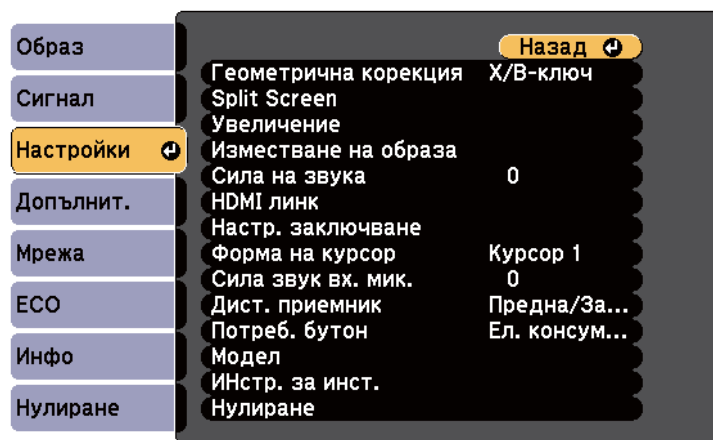 Образ
Сигнал
Настройки
Допълнит.
Мрежа
ECO
Инфо
Нулиране
Назад
Геометрична корекция Х/В-ключ
Split Screen
Увеличение
Изместване на образа
Сила на звука 0
HDMI линк
Настр. заключване
Форма на курсор Курсор 1
Сила звук вх. мик. 0
Дист. приемник Предна/За...
Потреб. бутон Ел. консум...
Модел
ИНстр. за инст.
Нулиране